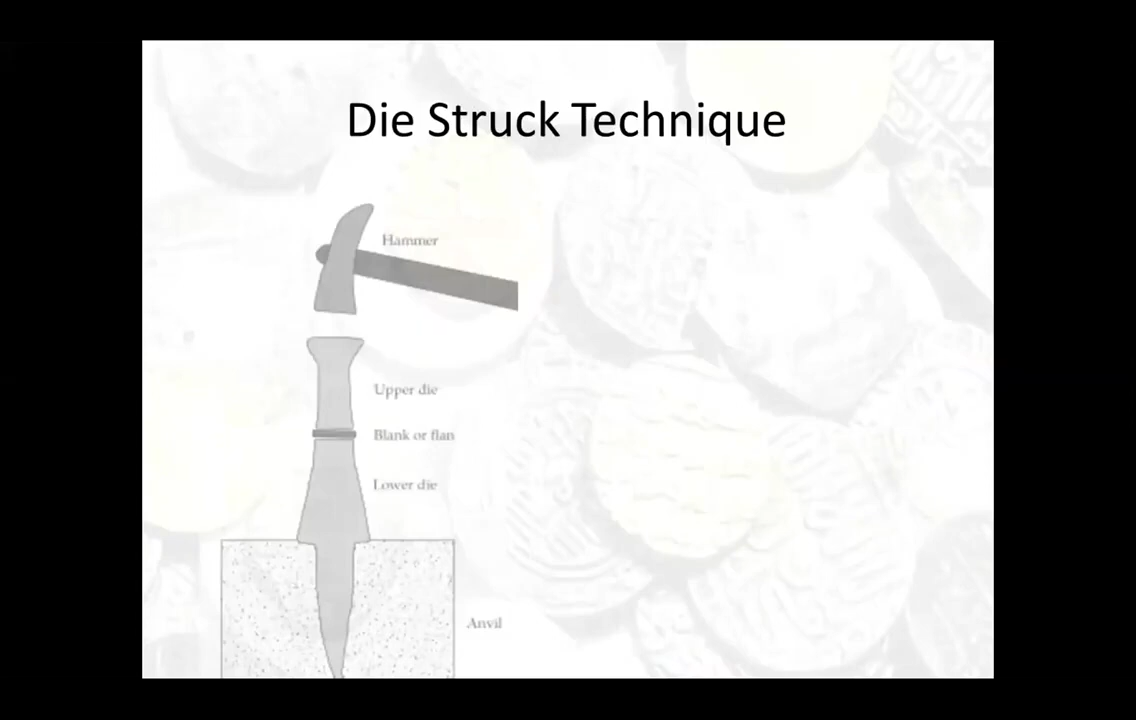 Die Struck Technique
Hammer
Upper die
Blank or flan
Lower die
Anvil